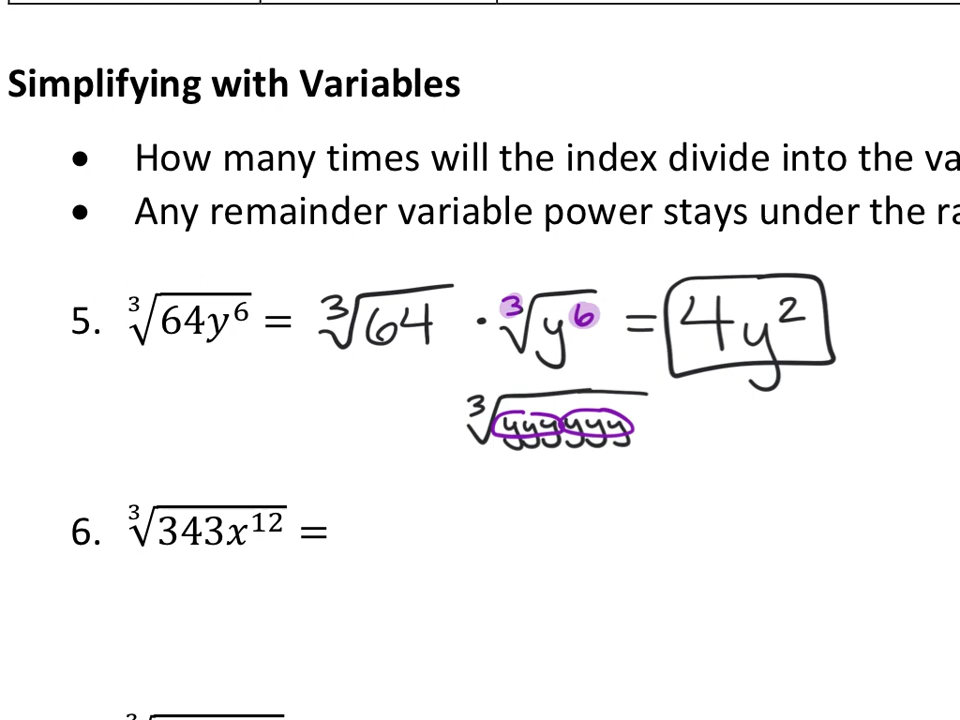 Simplifying with Variables
• How many times will the index divide into the va
• Any remainder variable power stays under the ra
5. ∛64y⁶ = ∛64 · ∛y⁶ = 4y²
∛yyyyyy
6. ∛343x¹² =